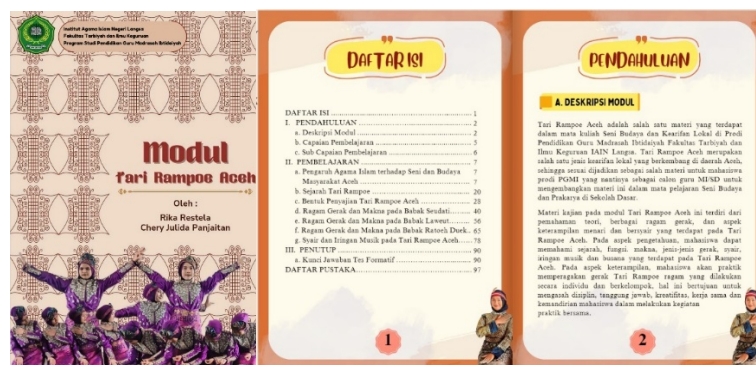 Institut Agama Islam Negeri Langsa
Fakultas Tarbiyah dan Ilmu Keguruan
Program Studi Pendidikan Guru Madrasah Ibtidaiyah
Modul
Tari Rampoe Aceh
Oleh :
Rika Restela
Chery Julida Panjaitan
DAFTAR ISI
DAFTAR ISI ........ 1
I. PENDAHULUAN ........ 2
a. Deskripsi Modul ........ 2
b. Capaian Pembelajaran ........ 5
c. Sub Capaian Pembelajaran ........ 6
II. PEMBELAJARAN ........ 7
a. Pengaruh Agama Islam terhadap Seni dan Budaya
Masyarakat Aceh ........ 7
b. Sejarah Tari Rampoe ........ 20
c. Bentuk Penyajian Tari Rampoe Aceh ........ 28
d. Ragam Gerak dan Makna pada Babak Seudati ........ 40
e. Ragam Gerak dan Makna pada Babak Laweut ........ 56
f. Ragam Gerak dan Makna pada Babak Ratoeh Duek.. 65
g. Syair dan Iringan Musik pada Tari Rampoe Aceh ........ 78
III. PENUTUP ........ 90
a. Kunci Jawaban Tes Formatif ........ 90
DAFTAR PUSTAKA ........ 97
1
PENDAHULUAN
A. DESKRIPSI MODUL
Tari Rampoe Aceh adalah salah satu materi yang terdapat
dalam mata kuliah Seni Budaya dan Kearifan Lokal di Prodi
Pendidikan Guru Madrasah Ibtidaiyah Fakultas Tarbiyah dan
Ilmu Keguruan IAIN Langsa. Tari Rampoe Aceh merupakan
salah satu jenis kearifan lokal yang berkembang di daerah Aceh,
sehingga sesuai dijadikan sebagai salah materi untuk mahasiswa
prodi PGMI yang nantinya sebagai calon guru MI/SD untuk
mengembangkan materi ini dalam mata pelajaran Seni Budaya
dan Prakarya di Sekolah Dasar.
Materi kajian pada modul Tari Rampoe Aceh ini terdiri dari
pemahaman teori, berbagai ragam gerak, dan aspek
keterampilan menari dan bersyair yang terdapat pada Tari
Rampoe Aceh. Pada aspek pengetahuan, mahasiswa dapat
memahami sejarah, fungsi, makna, jenis-jenis gerak, syair,
iringan musik dan busana yang terdapat pada Tari Rampoe
Aceh. Pada aspek keterampilan, mahasiswa akan praktik
memperagakan gerak Tari Rampoe ragam yang dilakukan
secara individu dan berkelompok, hal ini bertujuan untuk
mengasah disiplin, tanggung jawab, kreatifitas, kerja sama dan
kemandirian mahasiswa dalam melakukan kegiatan
praktik bersama.
2